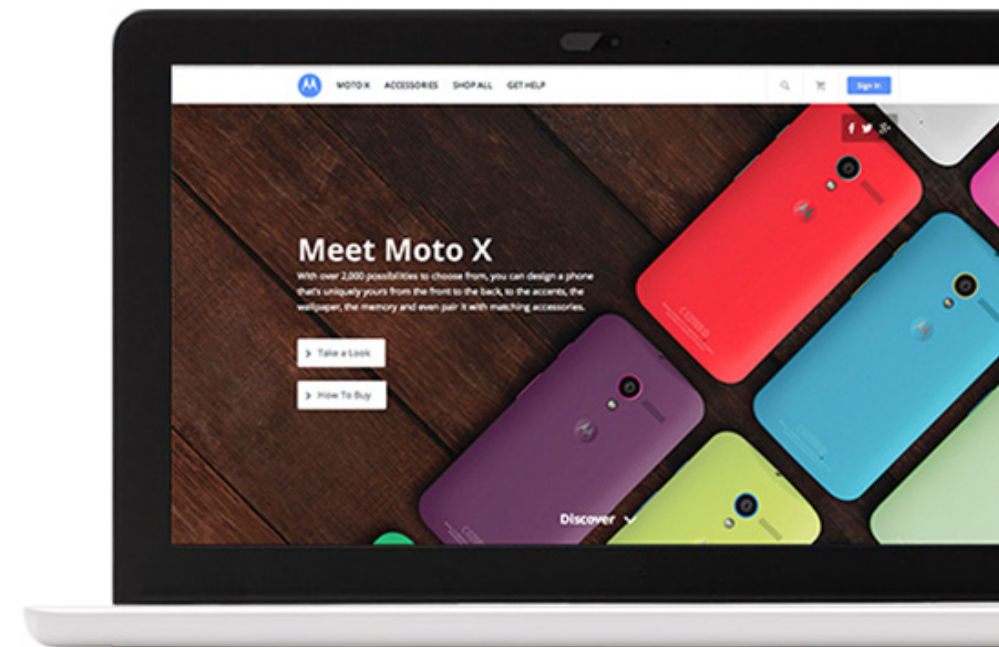 MOTO X ACCESSORIES SHOP ALL GET HELP Sign In
Meet Moto X
With over 2,000 possibilities to choose from, you can design a phone
that's uniquely yours from the front to the back, to the accents, the
wallpaper, the memory and even pair it with matching accessories.
Take a Look
How To Buy
Discover